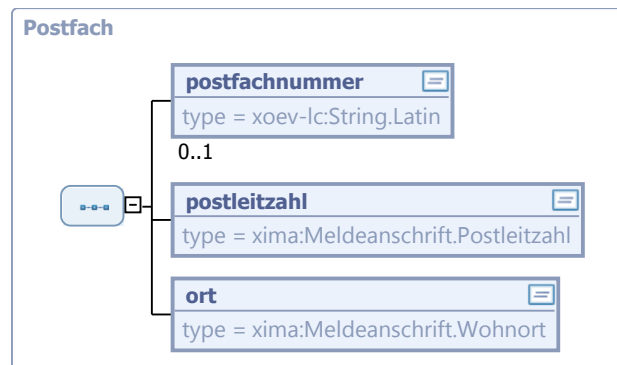 Postfach
postfachnummer
type = xoev-lc:String.Latin
0..1
postleitzahl
type = xima:Meldeanschrift.Postleitzahl
ort
type = xima:Meldeanschrift.Wohnort